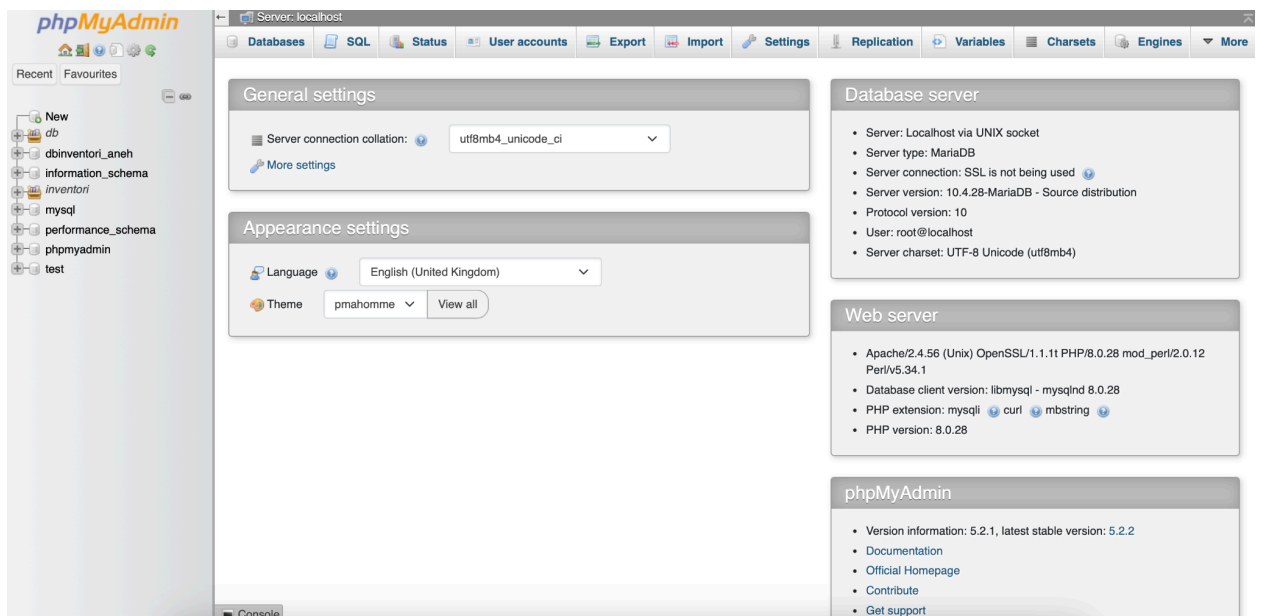 phpMyAdmin
Recent Favourites
New
db
dbinventori_aneh
information_schema
inventori
mysql
performance_schema
phpmyadmin
test
Server: localhost
Databases SQL Status User accounts Export Import Settings Replication Variables Charsets Engines More
General settings
Server connection collation: utf8mb4_unicode_ci
More settings
Appearance settings
Language English (United Kingdom)
Theme pmahomme View all
Database server
Server: Localhost via UNIX socket
Server type: MariaDB
Server connection: SSL is not being used
Server version: 10.4.28-MariaDB - Source distribution
Protocol version: 10
User: root@localhost
Server charset: UTF-8 Unicode (utf8mb4)
Web server
Apache/2.4.56 (Unix) OpenSSL/1.1.1t PHP/8.0.28 mod_perl/2.0.12
Perl/v5.34.1
Database client version: libmysql - mysqlnd 8.0.28
PHP extension: mysqli curl mbstring
PHP version: 8.0.28
phpMyAdmin
Version information: 5.2.1, latest stable version: 5.2.2
Documentation
Official Homepage
Contribute
Get support
Console